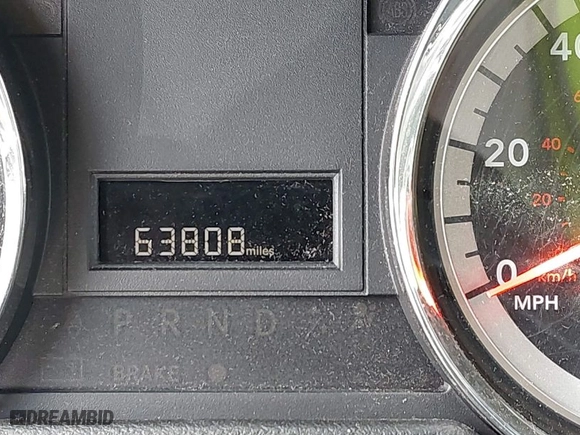 40
20
40
20
63808 miles
0
km/h
MPH
P R N D
BRAKE
DREAMBID